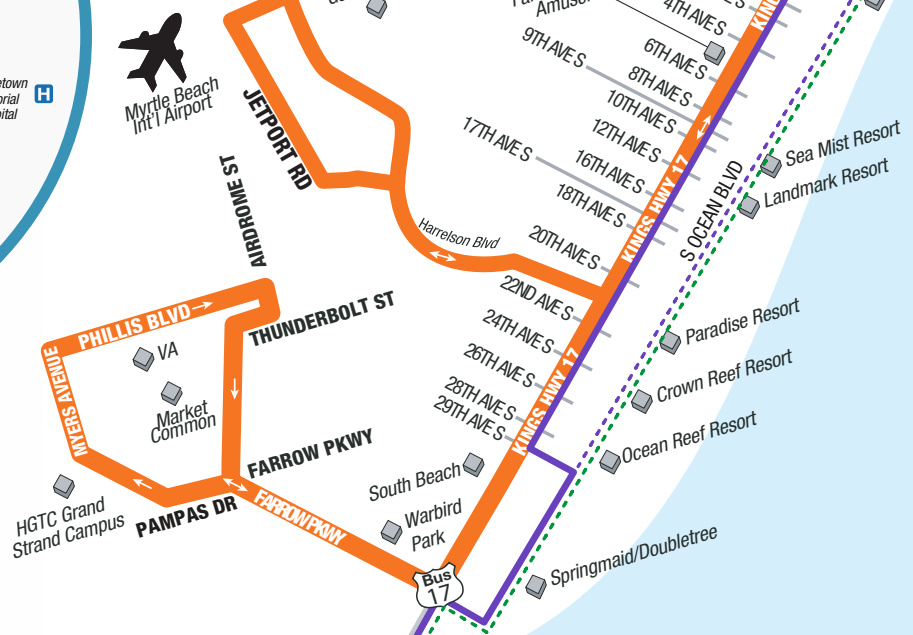 Amuse
4TH AVE S
KING
9TH AVE S
6TH AVE S
8TH AVE S
10TH AVE S
12TH AVE S
17TH AVE S
16TH AVE S
18TH AVE S
20TH AVE S
22ND AVE S
24TH AVE S
26TH AVE S
28TH AVE S
29TH AVE S
KINGS HWY 17
KINGS HWY 17
S OCEAN BLVD
Sea Mist Resort
Landmark Resort
Paradise Resort
Crown Reef Resort
Ocean Reef Resort
Springmaid/Doubletree
H
Myrtle Beach
Int'l Airport
JETPORT RD
AIRDROME ST
Harrelson Blvd
PHILLIS BLVD
THUNDERBOLT ST
VA
MYERS AVENUE
Market
Common
FARROW PKWY
FARROW PKWY
PAMPAS DR
HGTC Grand
Strand Campus
South Beach
Warbird
Park
Bus
17